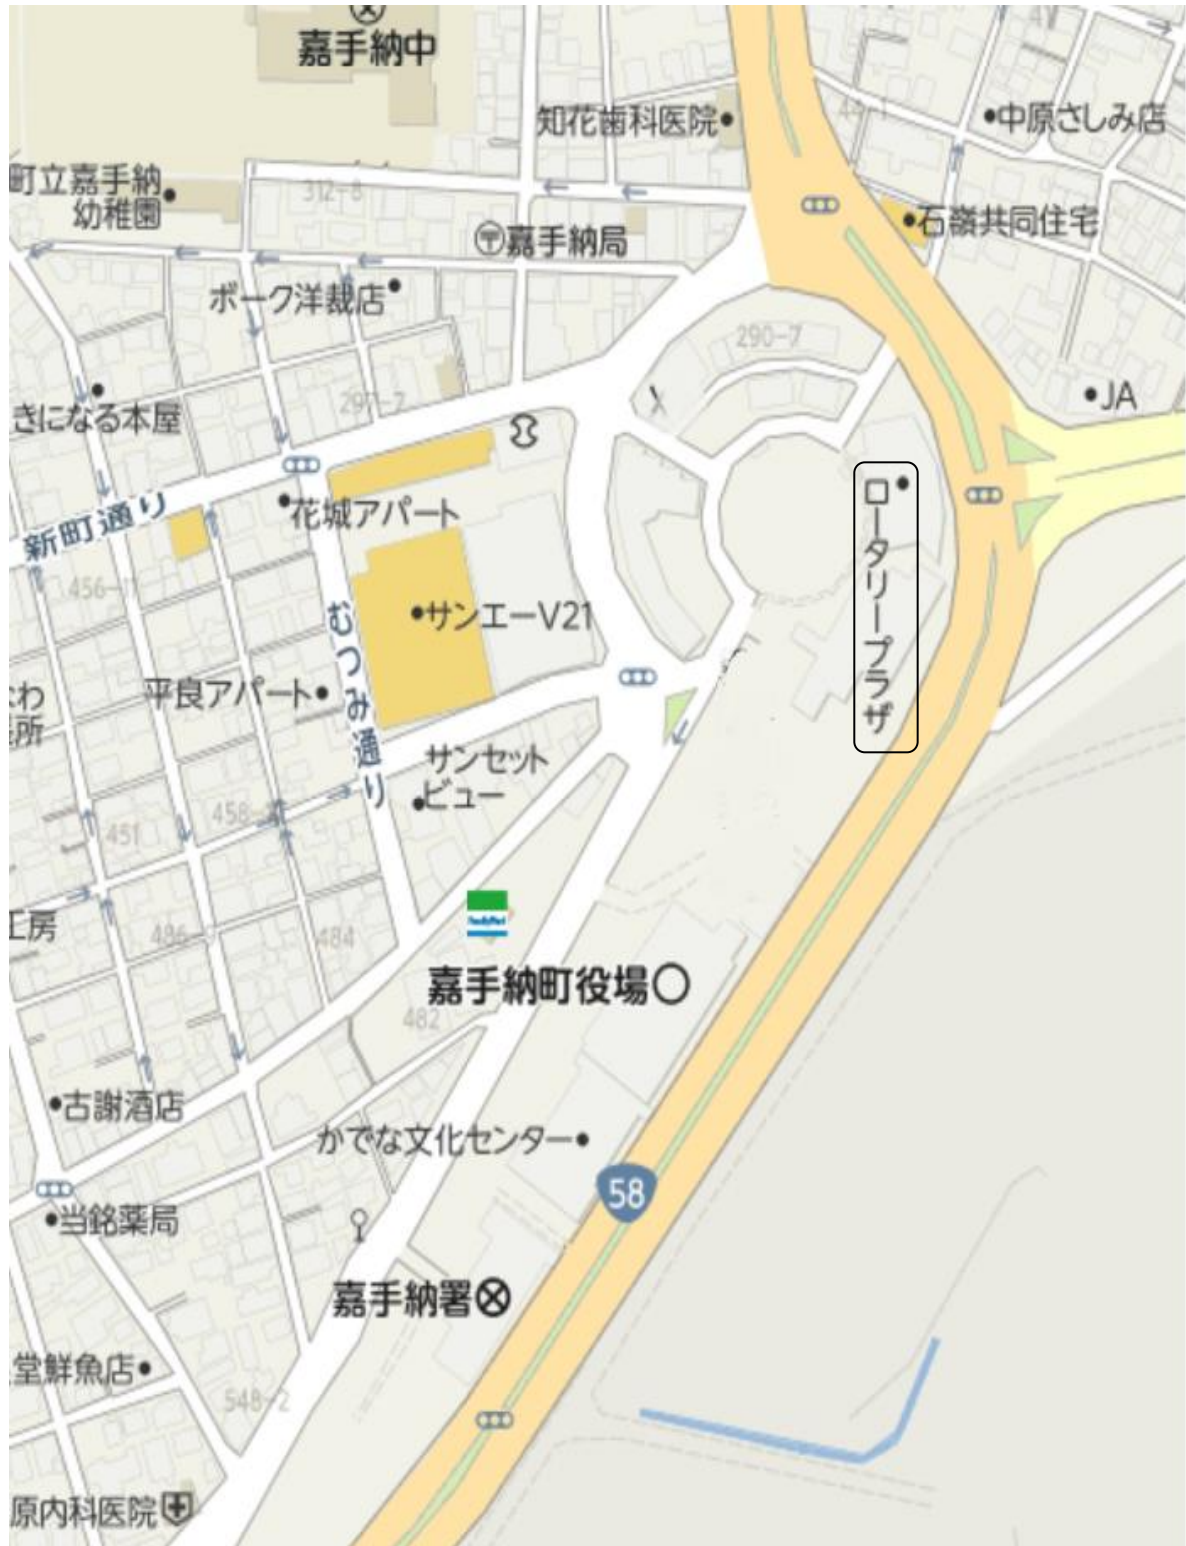 嘉手納中
知花歯科医院
44-1
中原さしみ店
町立嘉手納
幼稚園
312-8
嘉手納局
石嶺共同住宅
ボーク洋裁店
290-7
JA
きになる本屋
297-7
新町通り
花城アパート
ロータリープラザ
456-11
サンエーV21
むつみ通り
平良アパート
わ
所
サンセット
ビュー
451
工房
484
FamilyMart
嘉手納町役場
482
古謝酒店
かでな文化センター
58
当銘薬局
嘉手納署
堂鮮魚店
548-2
原内科医院